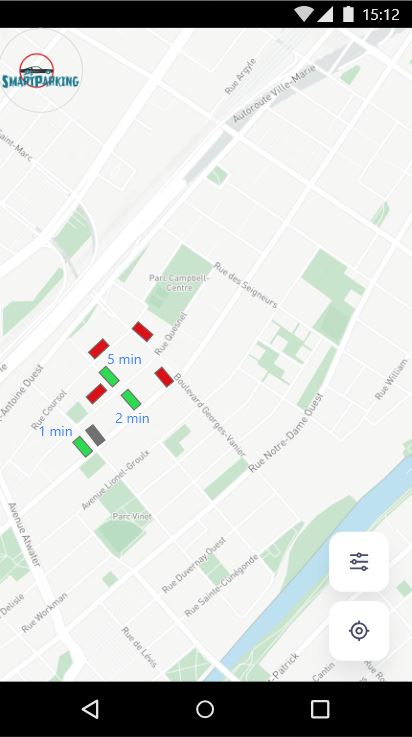 15:12
SMARTPARKING
Rue Argyle
Autoroute Ville-Marie
Saint-Marc
Parc Campbell-
Centre
Rue des Seigneurs
Rue Quesnel
5 min
Rue Coursol
-Antoine Ouest
2 min
1 min
Boulevard Georges-Vanier
Rue Notre-Dame Ouest
Rue William
Avenue Lionel-Groulx
Parc Vinet
Avenue Atwater
Rue Duvernay Ouest
Rue Sainte-Cunégonde
Delisle
Rue Workman
Rue de Lévis
-Patrick
Cantin
Rue Ro